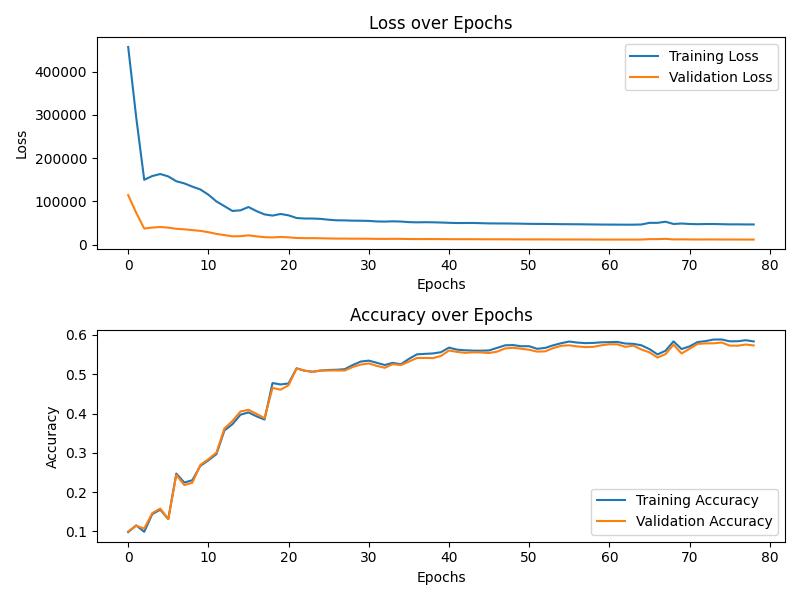 Loss over Epochs
Loss
400000
300000
200000
100000
0
Training Loss
Validation Loss
0 10 20 30 40 50 60 70 80
Epochs
Accuracy over Epochs
Accuracy
0.6
0.5
0.4
0.3
0.2
0.1
Training Accuracy
Validation Accuracy
0 10 20 30 40 50 60 70 80
Epochs